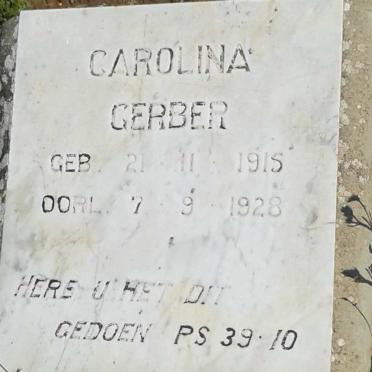 CAROLINA
GERBER
GEB. 21 11 1915
OORL. 7 9 1928
HERE U HET DIT
GEDOEN PS 39·10